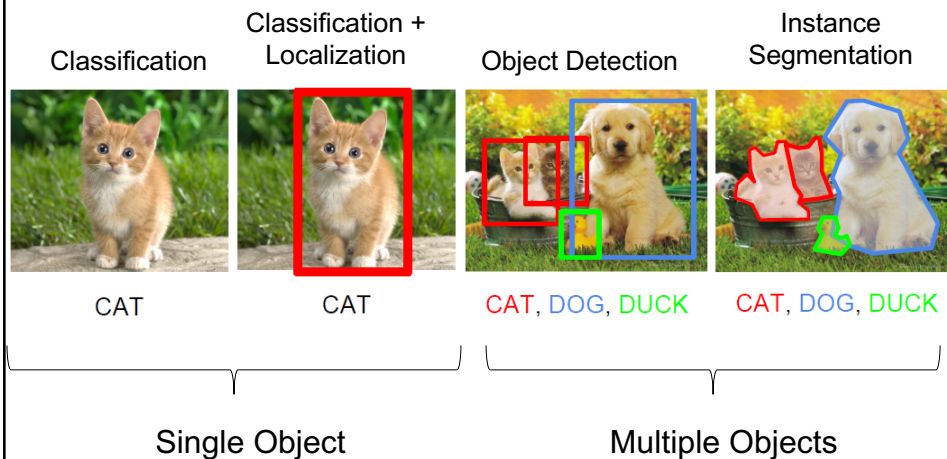 Classification
Classification +
Localization
Object Detection
Instance
Segmentation
CAT
CAT
CAT, DOG, DUCK
CAT, DOG, DUCK
Single Object
Multiple Objects